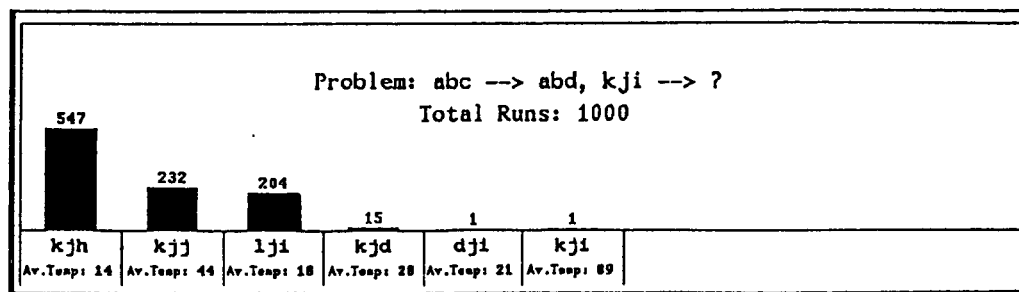 Problem: abc --> abd, kji --> ?
Total Runs: 1000
547 232 204 15 1 1
kjh kjj lji kjd dji kji
Av.Temp: 14 Av.Temp: 44 Av.Temp: 18 Av.Temp: 28 Av.Temp: 21 Av.Temp: 89